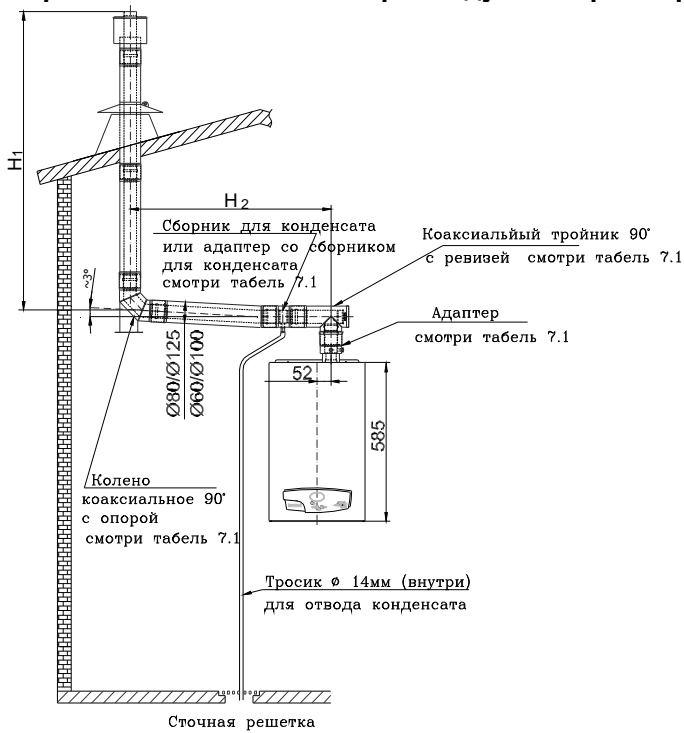 H1
H2
Сборник для конденсата
или адаптер со сборником
для конденсата
смотри табель 7.1
Коаксиальйый тройник 90°
с ревизей смотри табель 7.1
~3°
Адаптер
смотри табель 7.1
Ø80/Ø125
Ø60/Ø100
52
585
Колено
коаксиальное 90°
с опорой
смотри табель 7.1
Тросик ø 14мм (внутри)
для отвода конденсата
Сточная решетка